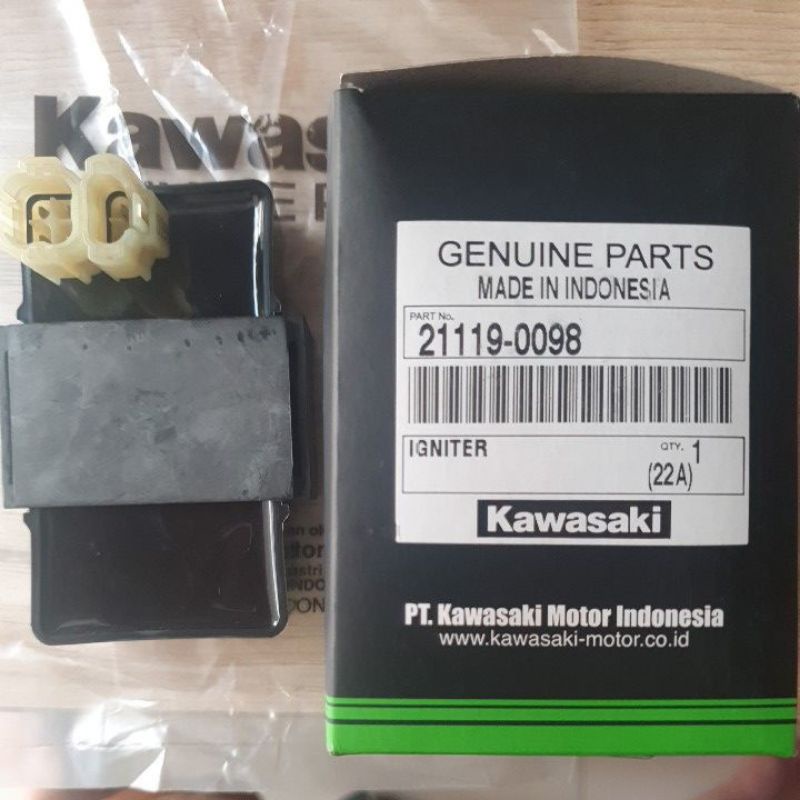 Kawas
GENUINE PARTS
MADE IN INDONESIA
PART No.
21119-0098
IGNITER
QTY. 1
(22A)
Kawasaki
PT. Kawasaki Motor Indonesia
www.kawasaki-motor.co.id